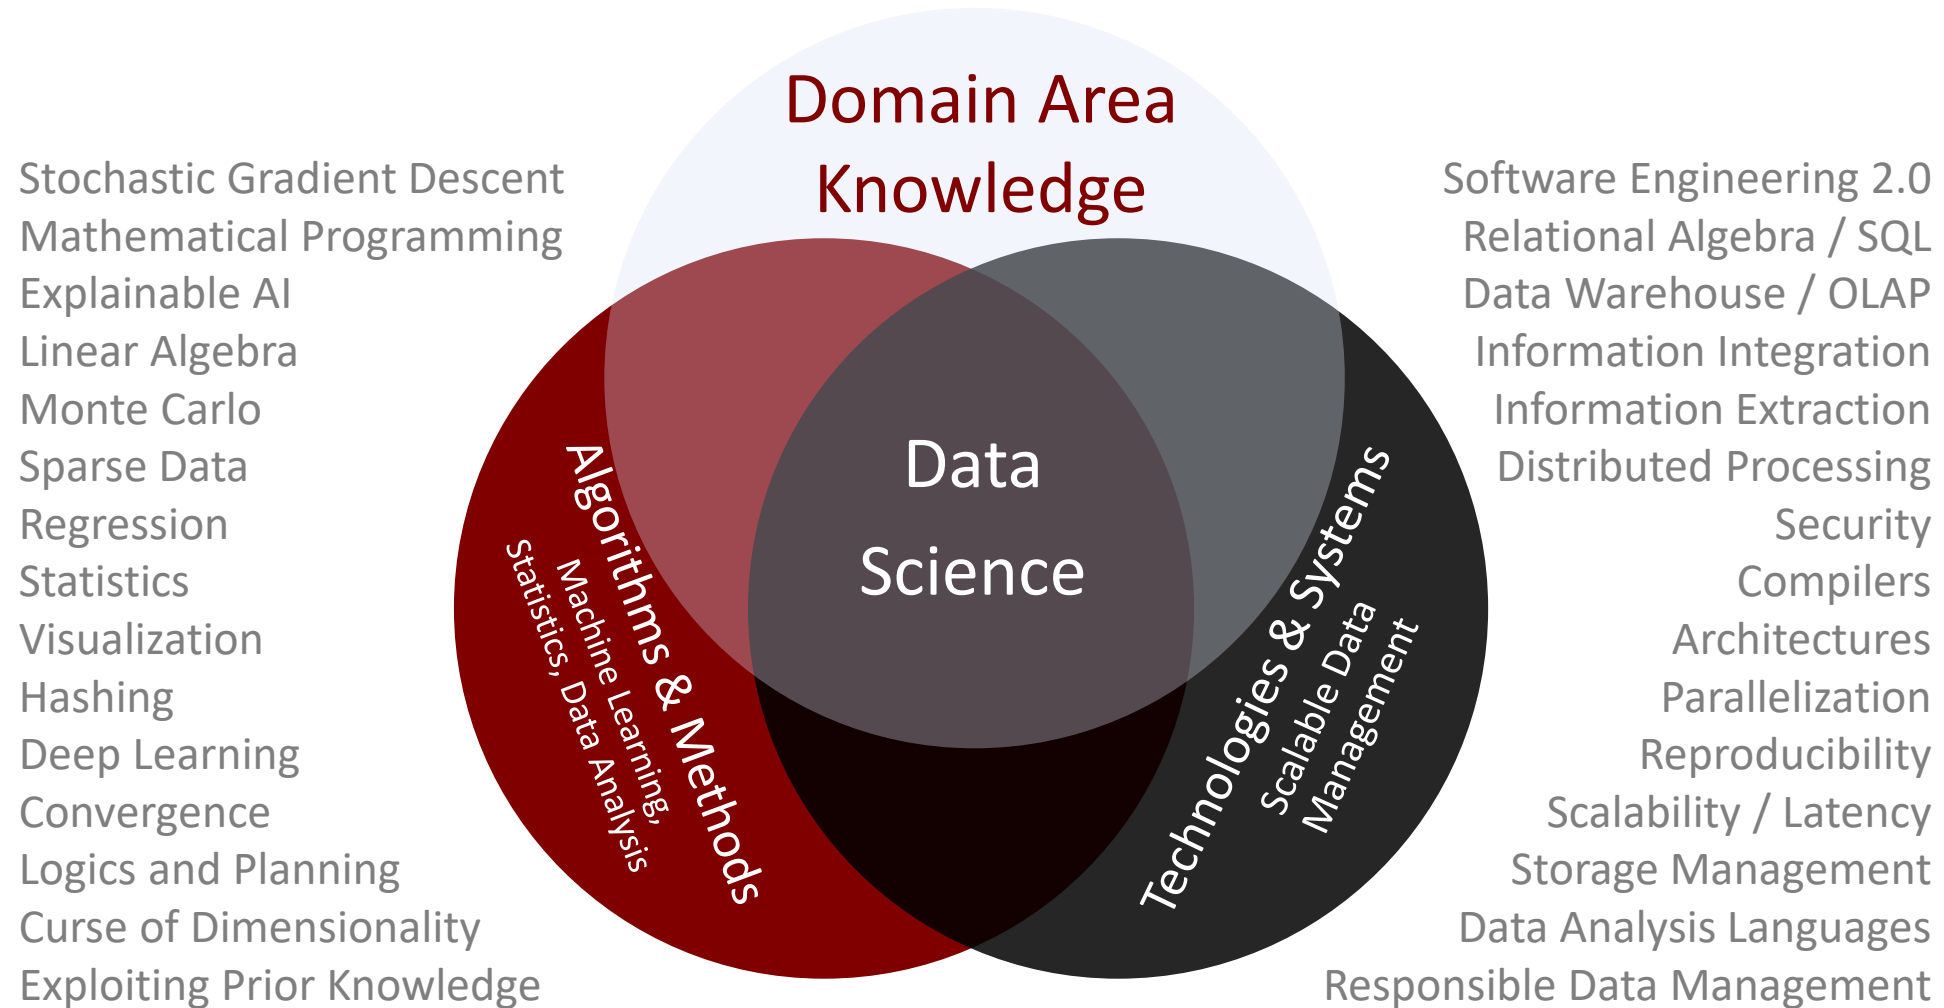 Domain Area
Knowledge
Stochastic Gradient Descent
Mathematical Programming
Explainable AI
Linear Algebra
Monte Carlo
Sparse Data
Regression
Statistics
Visualization
Hashing
Deep Learning
Convergence
Logics and Planning
Curse of Dimensionality
Exploiting Prior Knowledge
Algorithms & Methods
Machine Learning,
Statistics, Data Analysis
Data
Science
Technologies & Systems
Scalable Data
Management
Software Engineering 2.0
Relational Algebra / SQL
Data Warehouse / OLAP
Information Integration
Information Extraction
Distributed Processing
Security
Compilers
Architectures
Parallelization
Reproducibility
Scalability / Latency
Storage Management
Data Analysis Languages
Responsible Data Management